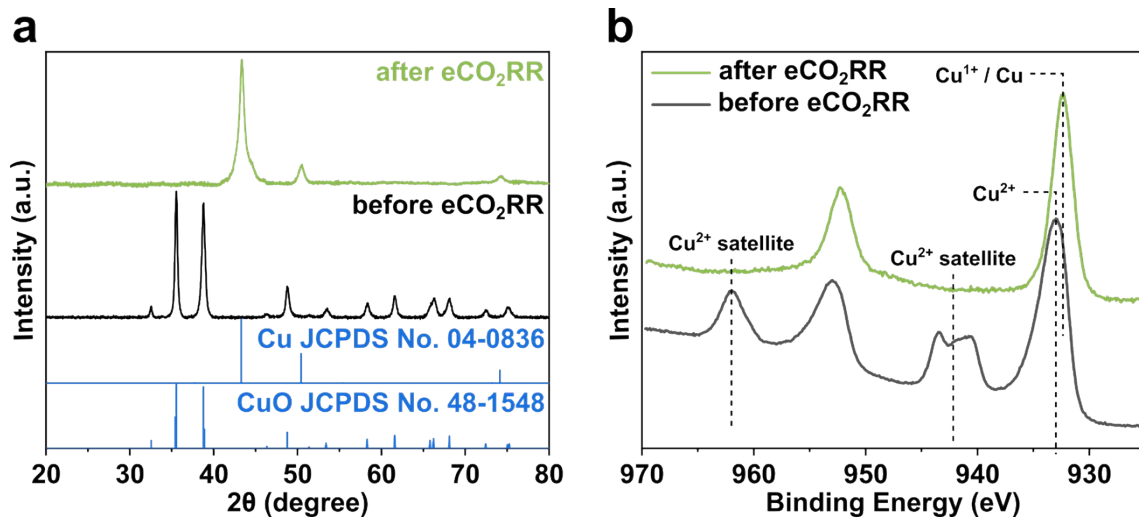 a
after eCO₂RR
before eCO₂RR
Cu JCPDS No. 04-0836
CuO JCPDS No. 48-1548
Intensity (a.u.)
20 30 40 50 60 70 80
2θ (degree)
b
after eCO₂RR
before eCO₂RR
Cu¹⁺ / Cu
Cu²⁺
Cu²⁺ satellite
Cu²⁺ satellite
Intensity (a.u.)
970 960 950 940 930
Binding Energy (eV)